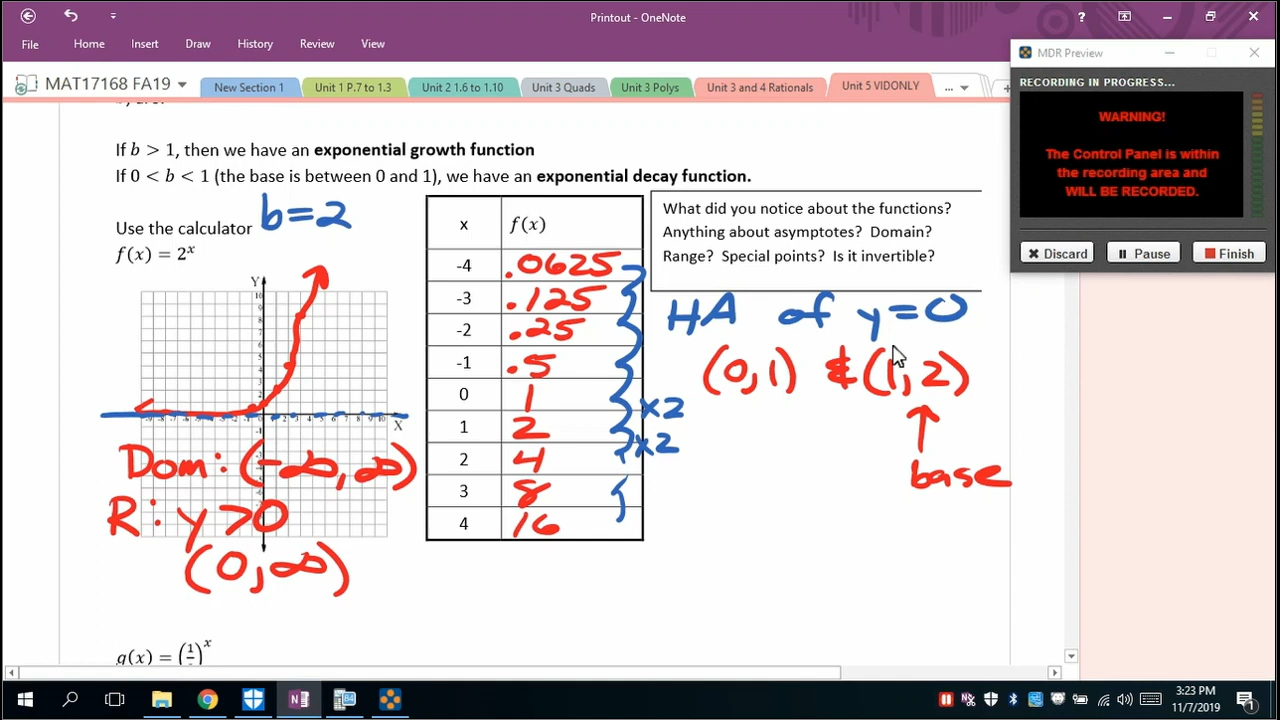 Printout - OneNote
?
File Home Insert Draw History Review View
MAT17168 FA19
New Section 1
Unit 1 P.7 to 1.3
Unit 2 1.6 to 1.10
Unit 3 Quads
Unit 3 Polys
Unit 3 and 4 Rationals
Unit 5 VIDONLY
...
MDR Preview
RECORDING IN PROGRESS...
WARNING!
The Control Panel is within
the recording area and
WILL BE RECORDED.
Discard Pause Finish
If b > 1, then we have an exponential growth function
If 0 < b < 1 (the base is between 0 and 1), we have an exponential decay function.
Use the calculator b=2
f(x) = 2^x
Y
X
Dom: (-∞,∞)
R: y>0
(0,∞)
x f(x)
-4 .0625
-3 .125
-2 .25
-1 .5
0 1
1 2
2 4
3 8
4 16
x2
x2
What did you notice about the functions?
Anything about asymptotes? Domain?
Range? Special points? Is it invertible?
HA of y=0
(0,1) & (1,2)
↑
base
3:23 PM
11/7/2019
1